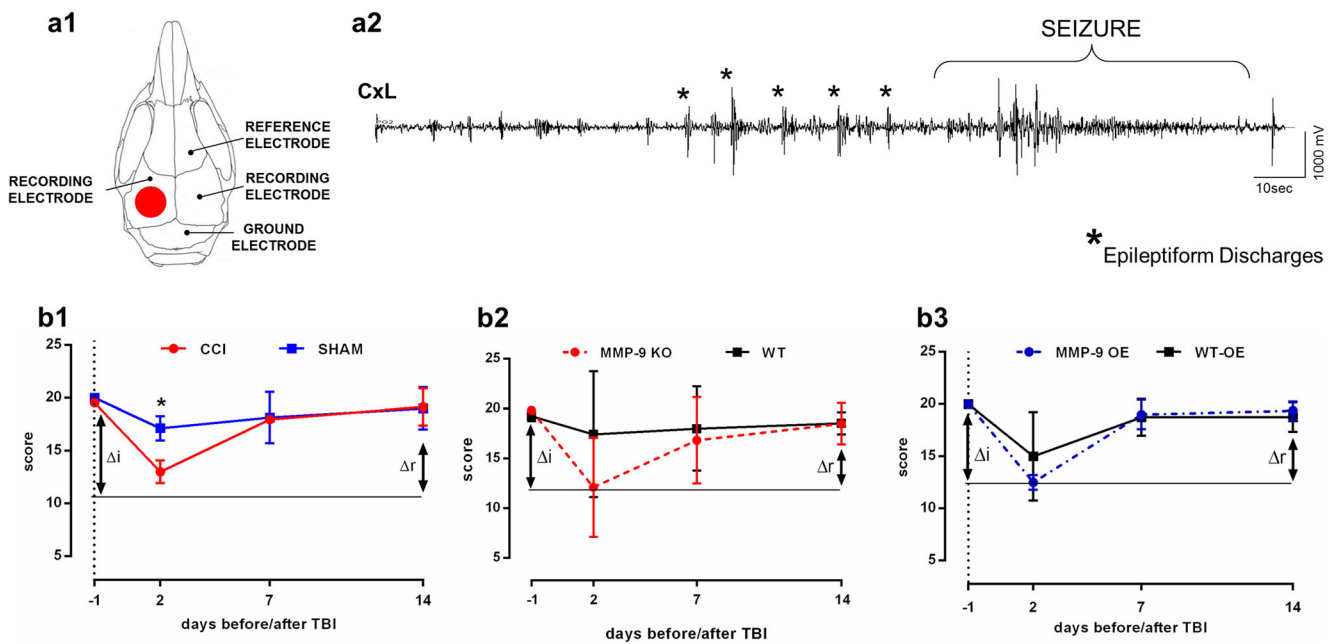 a1
REFERENCE
ELECTRODE
RECORDING
ELECTRODE
RECORDING
ELECTRODE
GROUND
ELECTRODE
a2
SEIZURE
CxL
* * * * *
1000 mV
10sec
* Epileptiform Discharges
b1
CCI SHAM
25
20
15
10
5
score
*
Δi
Δr
-1 2 7 14
days before/after TBI
b2
MMP-9 KO WT
25
20
15
10
5
score
Δi
Δr
-1 2 7 14
days before/after TBI
b3
MMP-9 OE WT-OE
25
20
15
10
5
score
Δi
Δr
-1 2 7 14
days before/after TBI